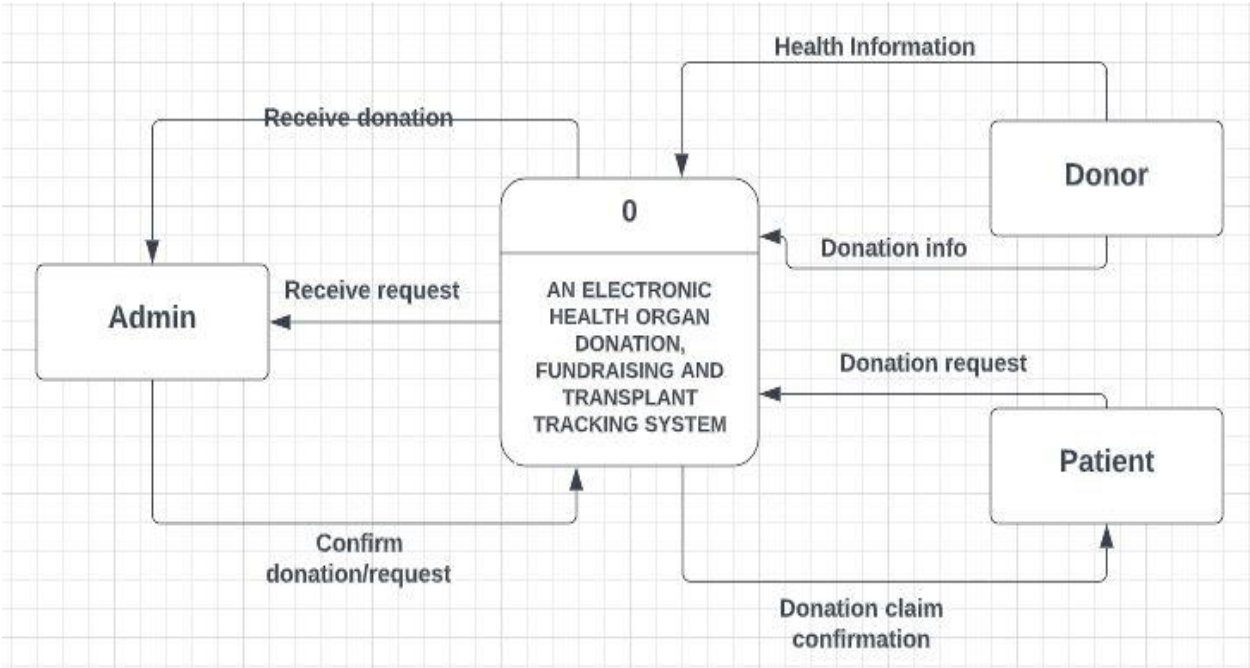 Health Information
Receive donation
Donor
0
Donation info
Receive request
AN ELECTRONIC
HEALTH ORGAN
DONATION,
FUNDRAISING AND
TRANSPLANT
TRACKING SYSTEM
Admin
Donation request
Patient
Confirm
donation/request
Donation claim
confirmation